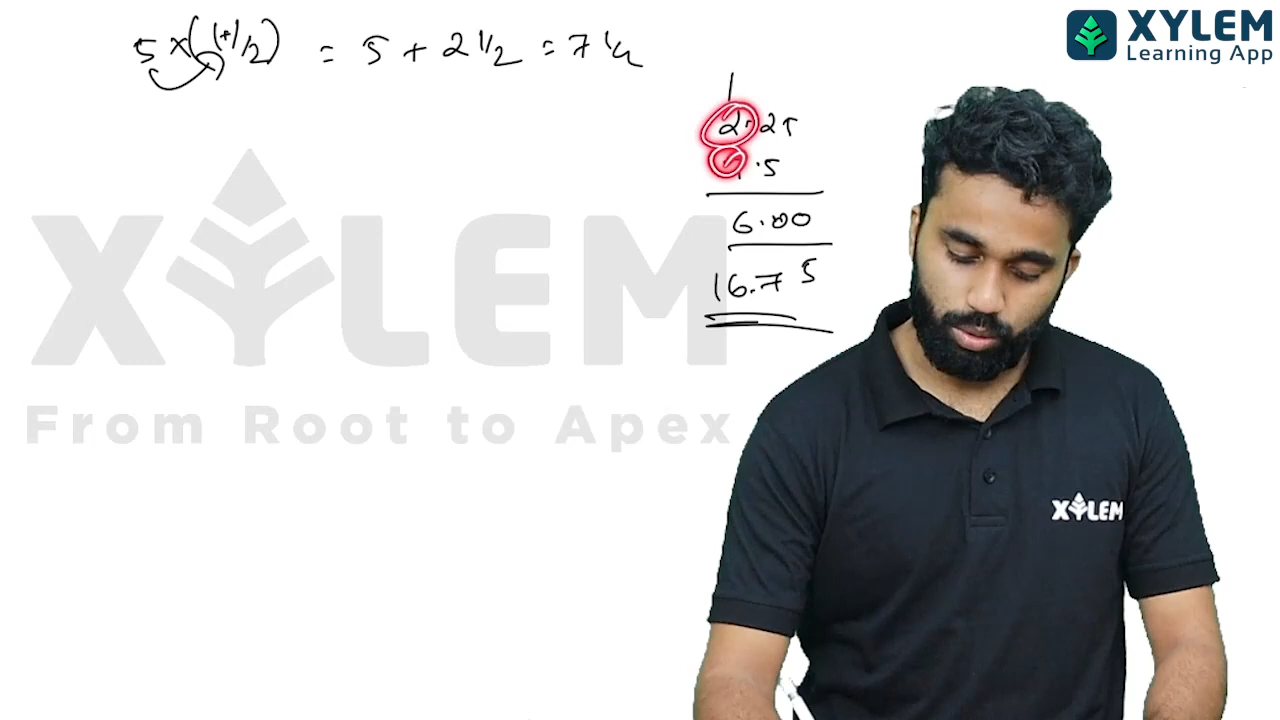 XYLEM
Learning App
5 × (1+1/2) = 5 + 2 1/2 = 7 1/4
2.25
.5
6.00
16.75
XYLEM
From Root to Apex
XYLEM